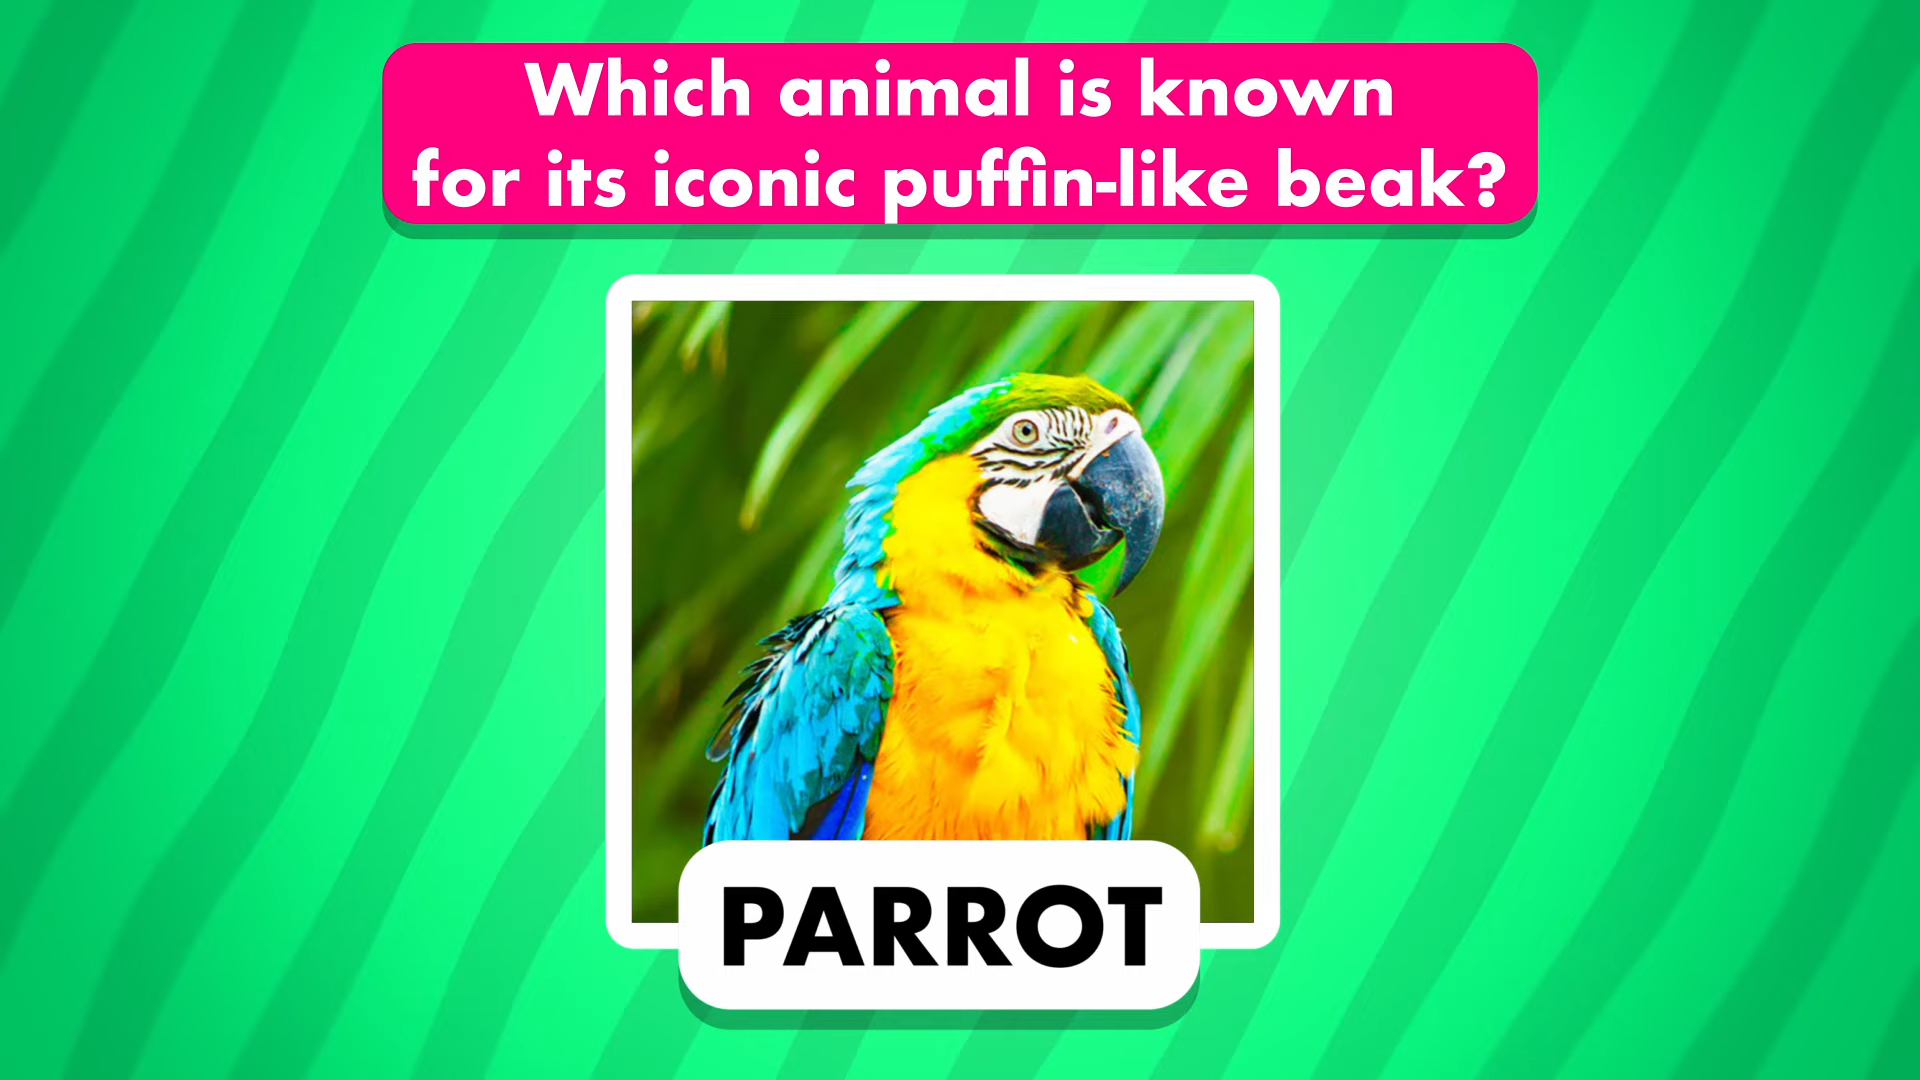 Which animal is known
for its iconic puffin-like beak?
PARROT